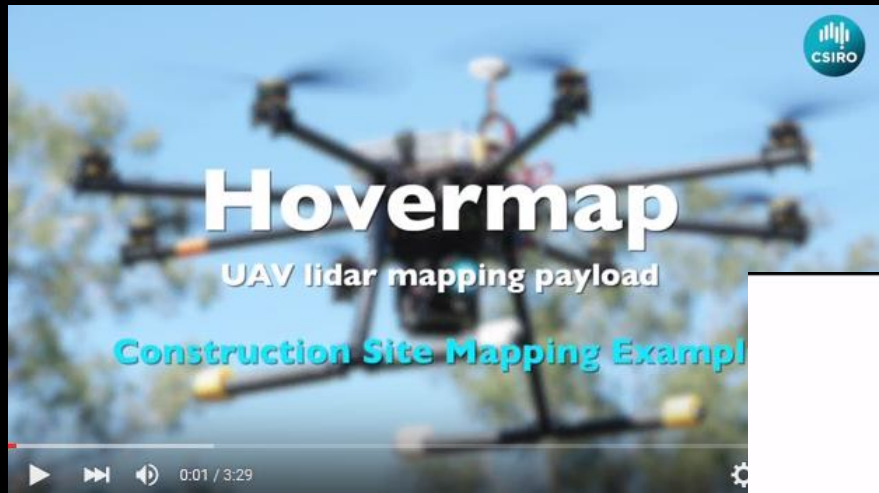 CSIRO
Hovermap
UAV lidar mapping payload
Construction Site Mapping Exampl
0:01 / 3:29